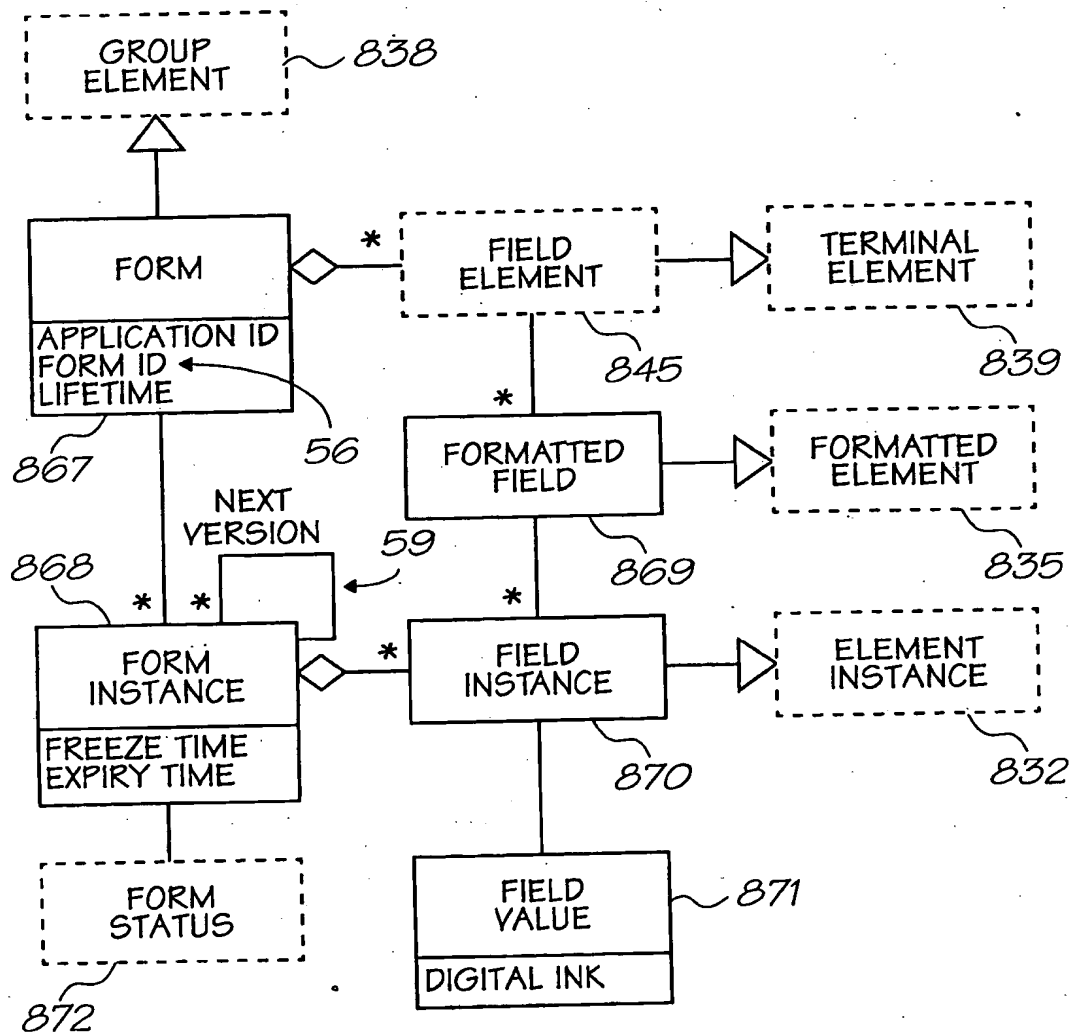 GROUP
ELEMENT
838
FORM
APPLICATION ID
FORM ID
LIFETIME
867
56
*
FIELD
ELEMENT
845
TERMINAL
ELEMENT
839
*
FORMATTED
FIELD
869
FORMATTED
ELEMENT
835
NEXT
VERSION
59
868
*
*
FORM
INSTANCE
FREEZE TIME
EXPIRY TIME
*
*
FIELD
INSTANCE
870
ELEMENT
INSTANCE
832
FORM
STATUS
872
FIELD
VALUE
DIGITAL INK
871